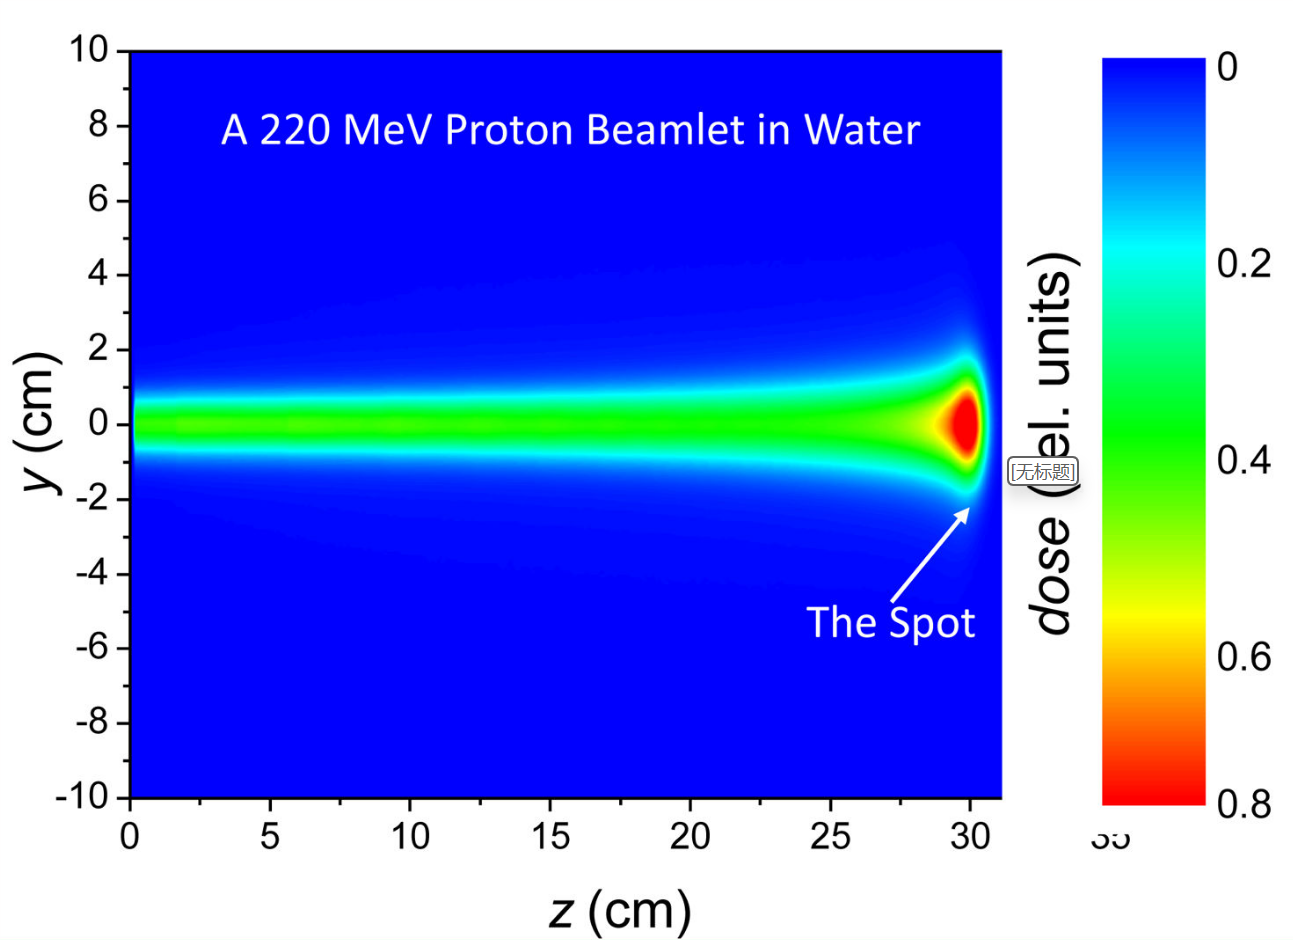 A 220 MeV Proton Beamlet in Water
The Spot
10
8
6
4
2
0
-2
-4
-6
-8
-10
y (cm)
0 5 10 15 20 25 30
z (cm)
dose (el. units)
[无标题]
0
0.2
0.4
0.6
0.8